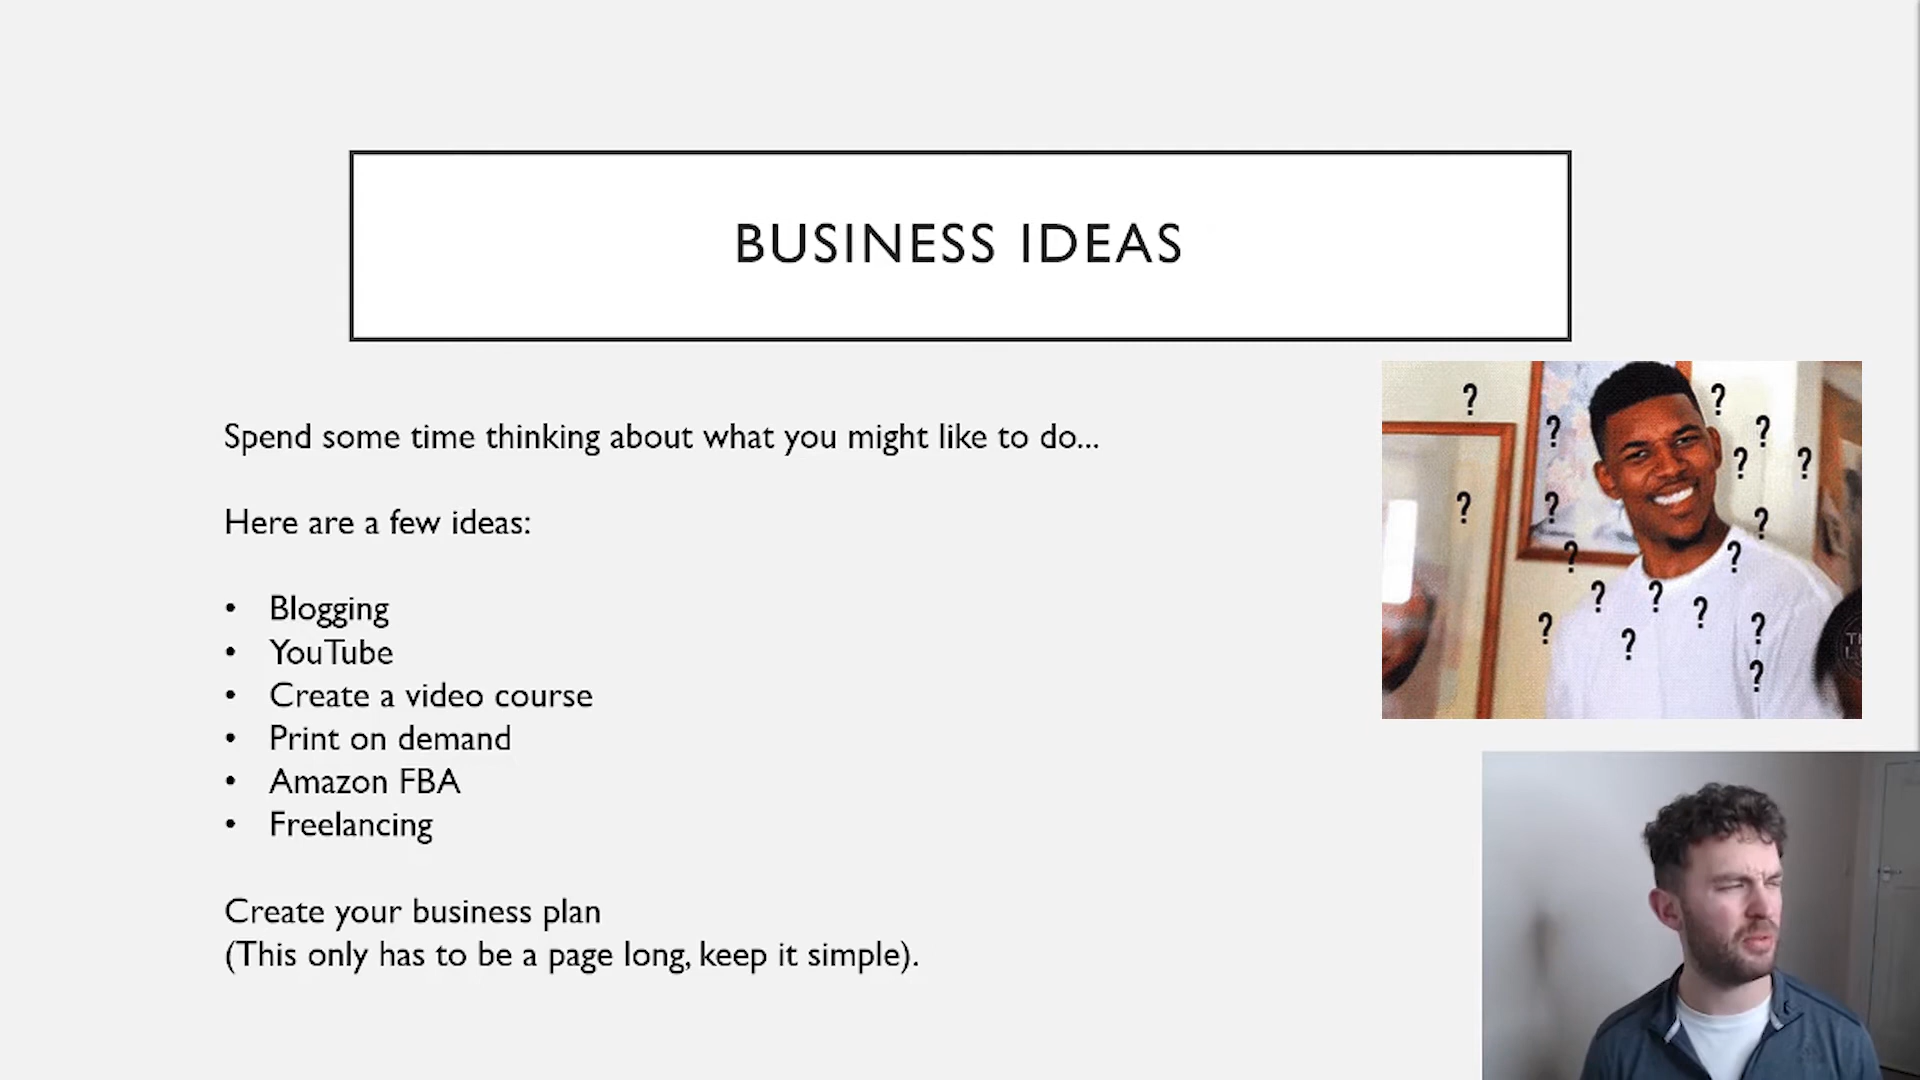 BUSINESS IDEAS
Spend some time thinking about what you might like to do...
Here are a few ideas:
• Blogging
• YouTube
• Create a video course
• Print on demand
• Amazon FBA
• Freelancing
Create your business plan
(This only has to be a page long, keep it simple).
? ? ? ? ? ? ? ? ? ? ? ? ? ? ? ? ? ? ?